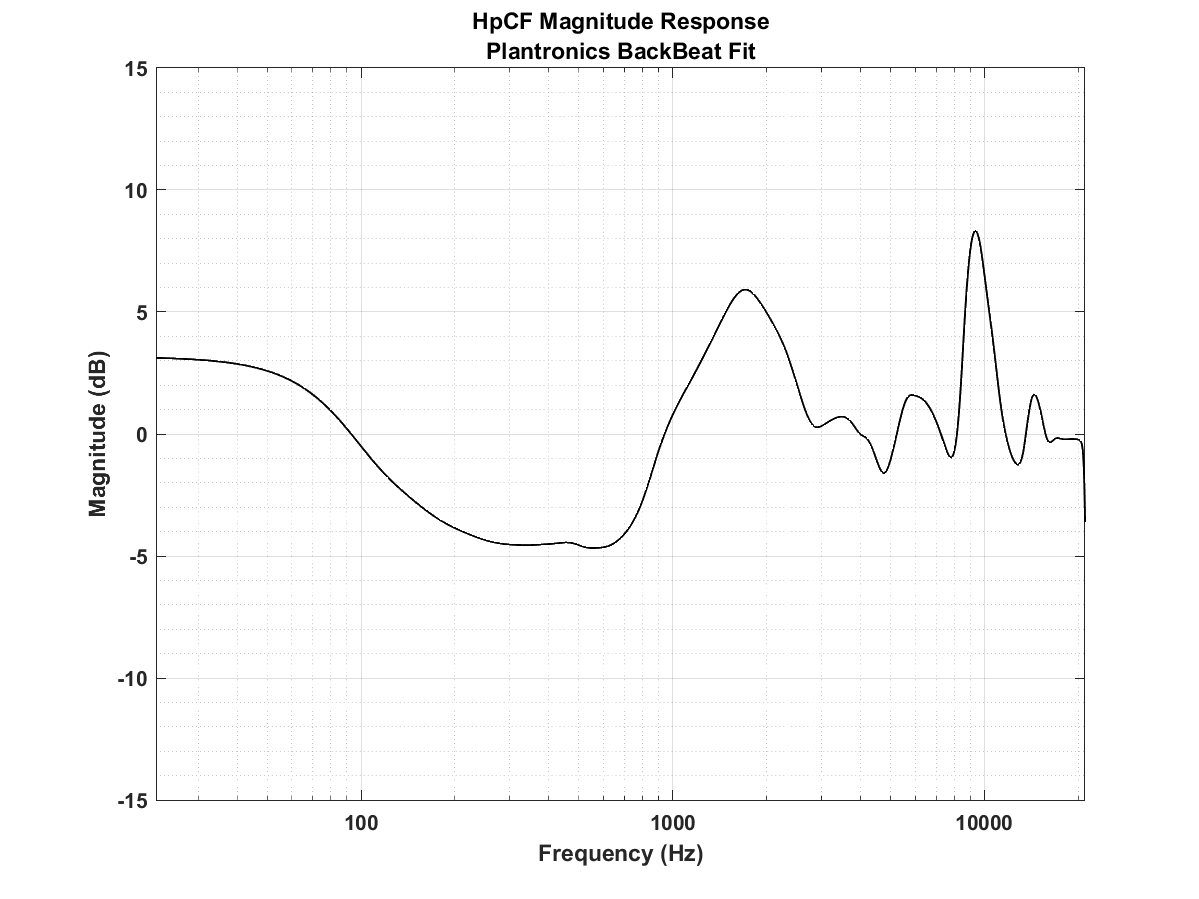 HpCF Magnitude Response
Plantronics BackBeat Fit
15
10
5
0
-5
-10
-15
Magnitude (dB)
100
1000
10000
Frequency (Hz)